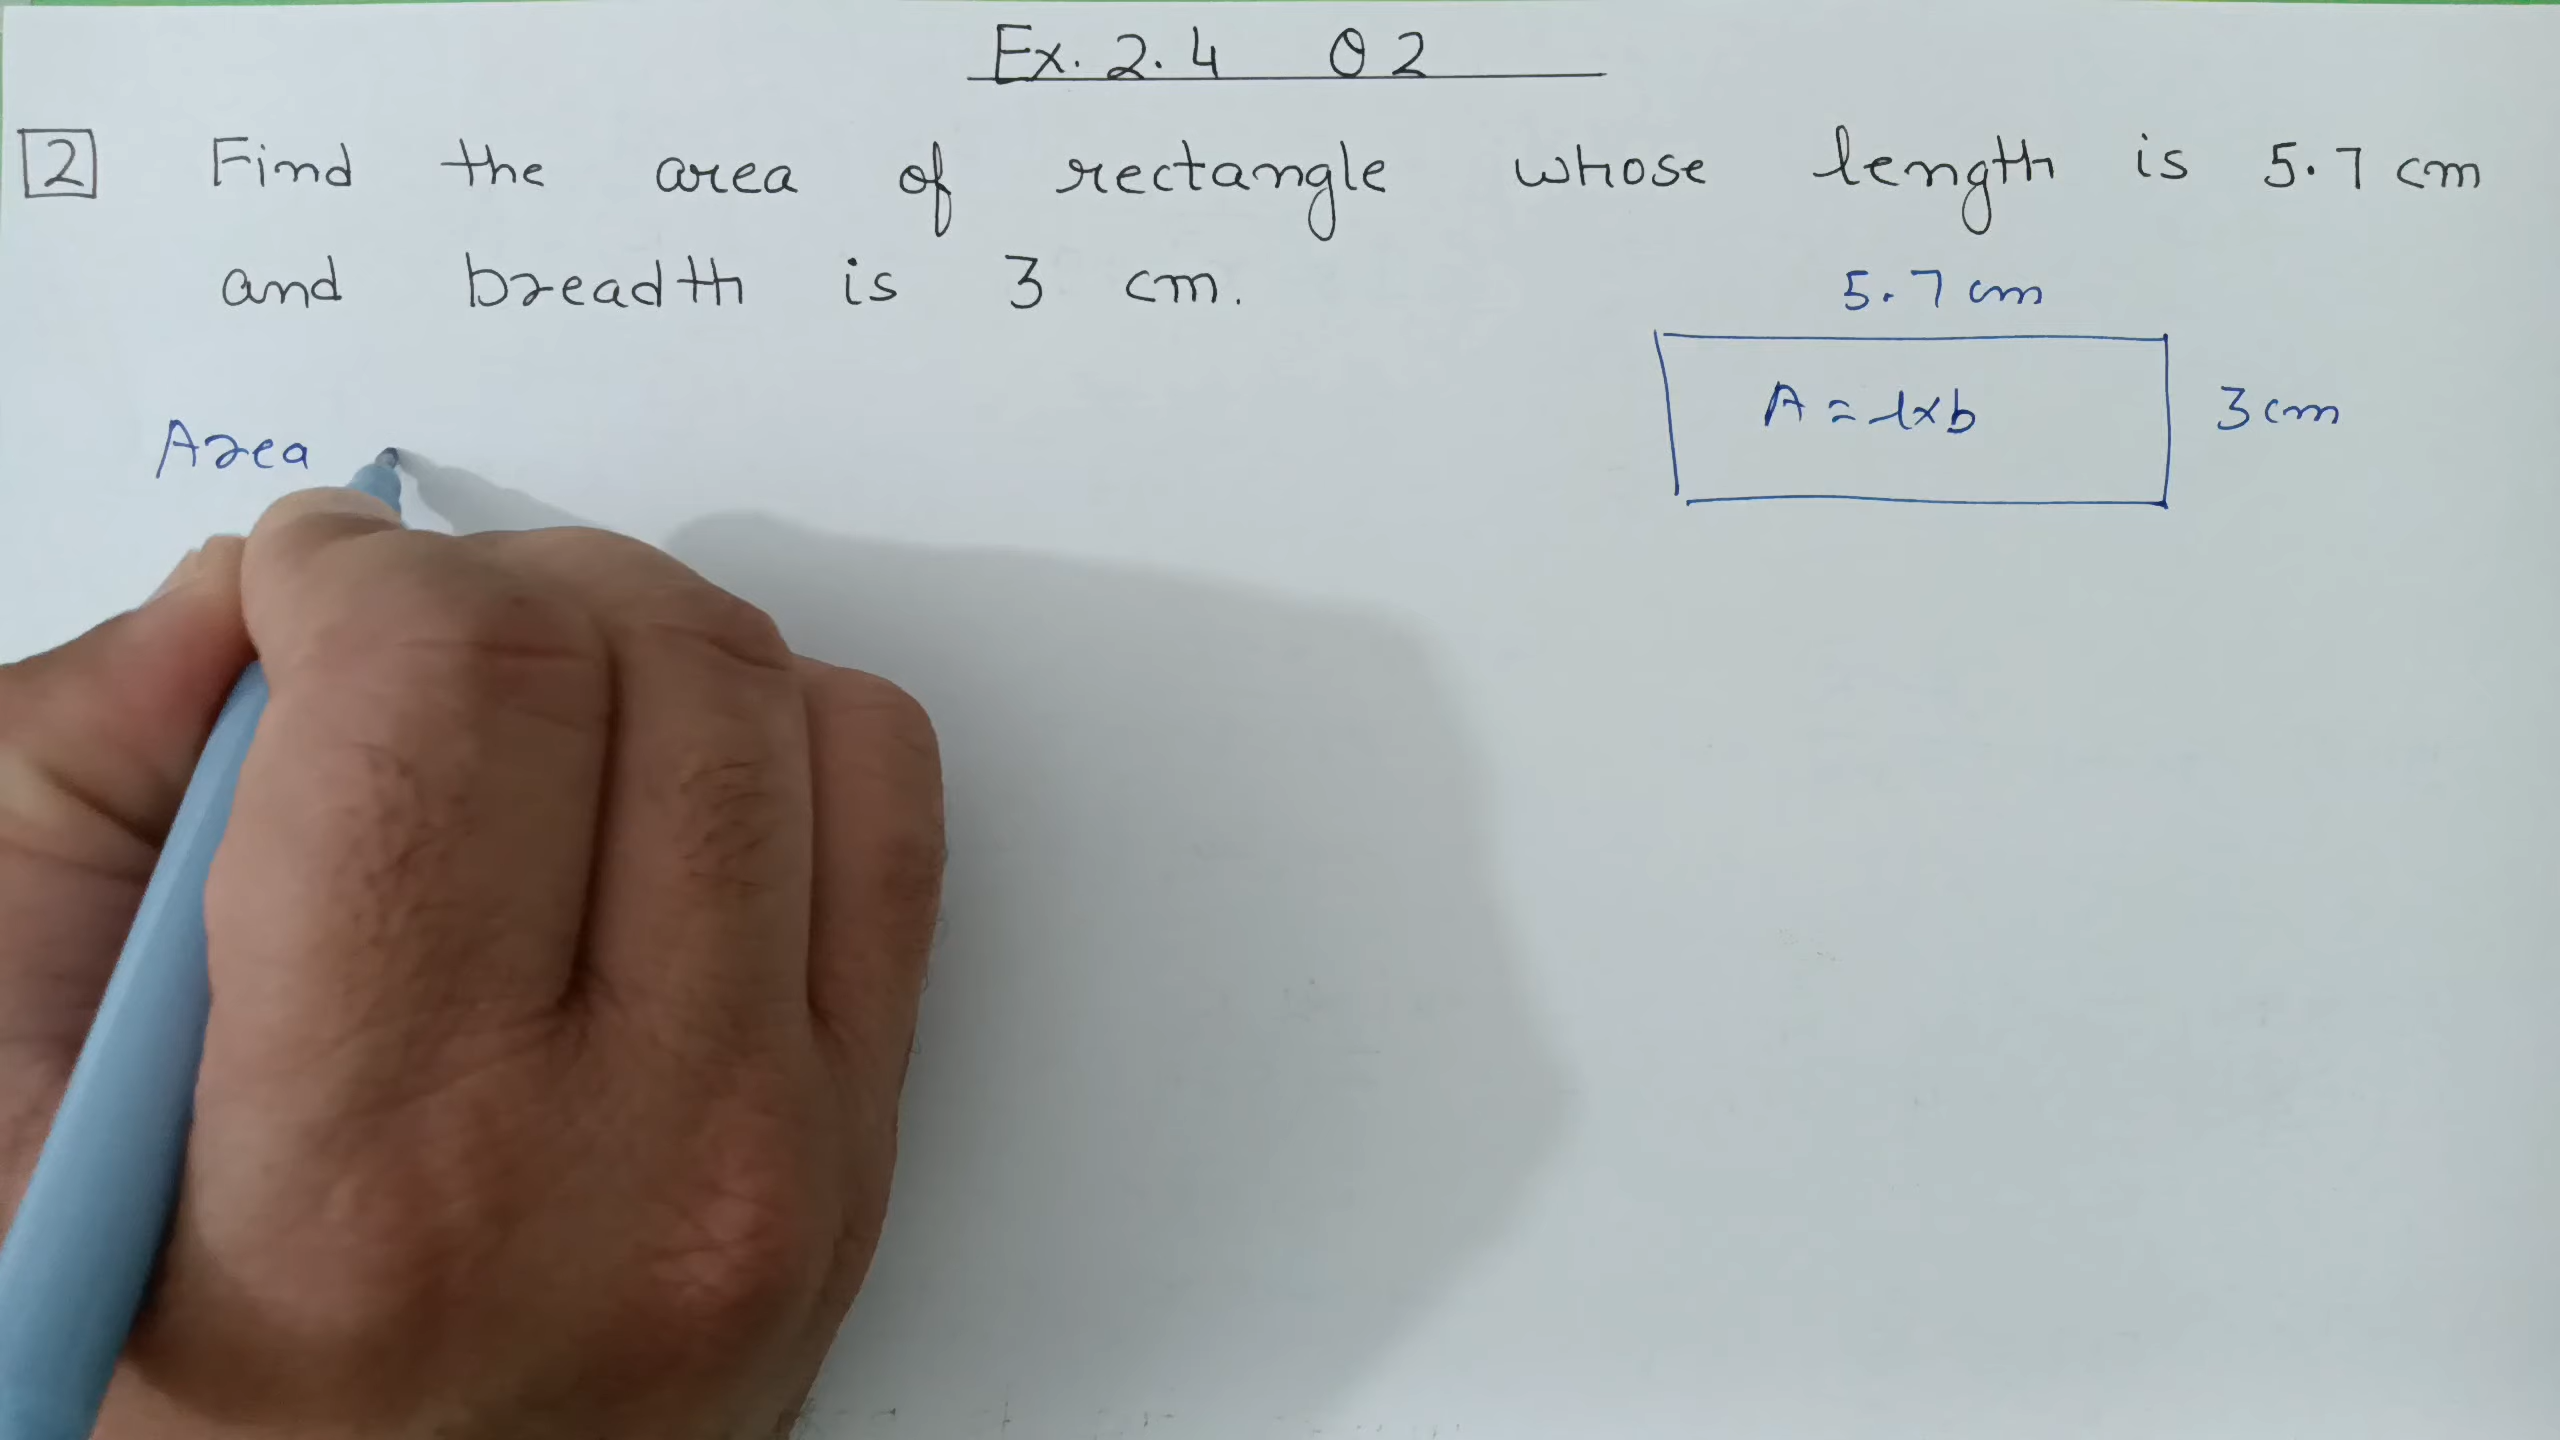 Ex. 2.4 Q2
2 Find the area of rectangle whose length is 5.7 cm
and breadth is 3 cm.
5.7 cm
A = l×b
3 cm
Area